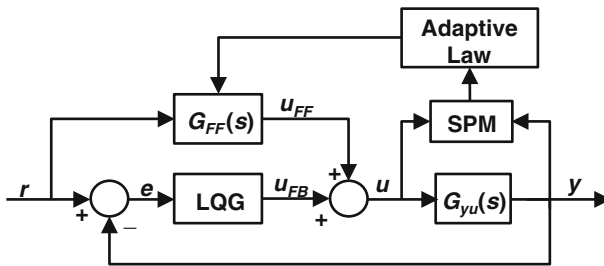 Adaptive
Law
u_FF
G_FF(s)
SPM
+
r
e
u_FB
u
y
+
LQG
+
G_yu(s)
−